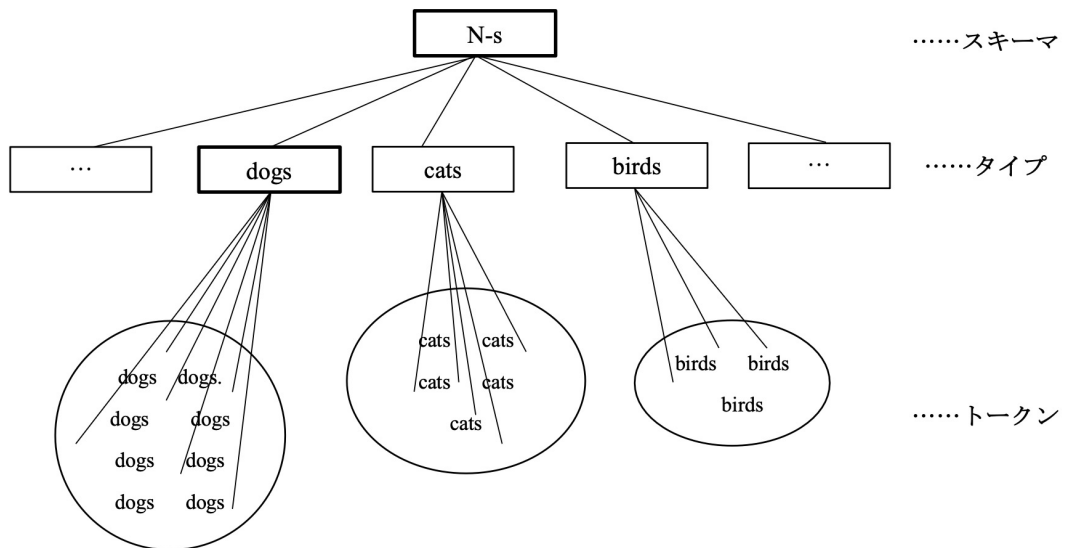 N-s ……スキーマ
… dogs cats birds … ……タイプ
cats cats
dogs dogs. cats cats birds birds
dogs dogs cats birds ……トークン
dogs dogs
dogs dogs